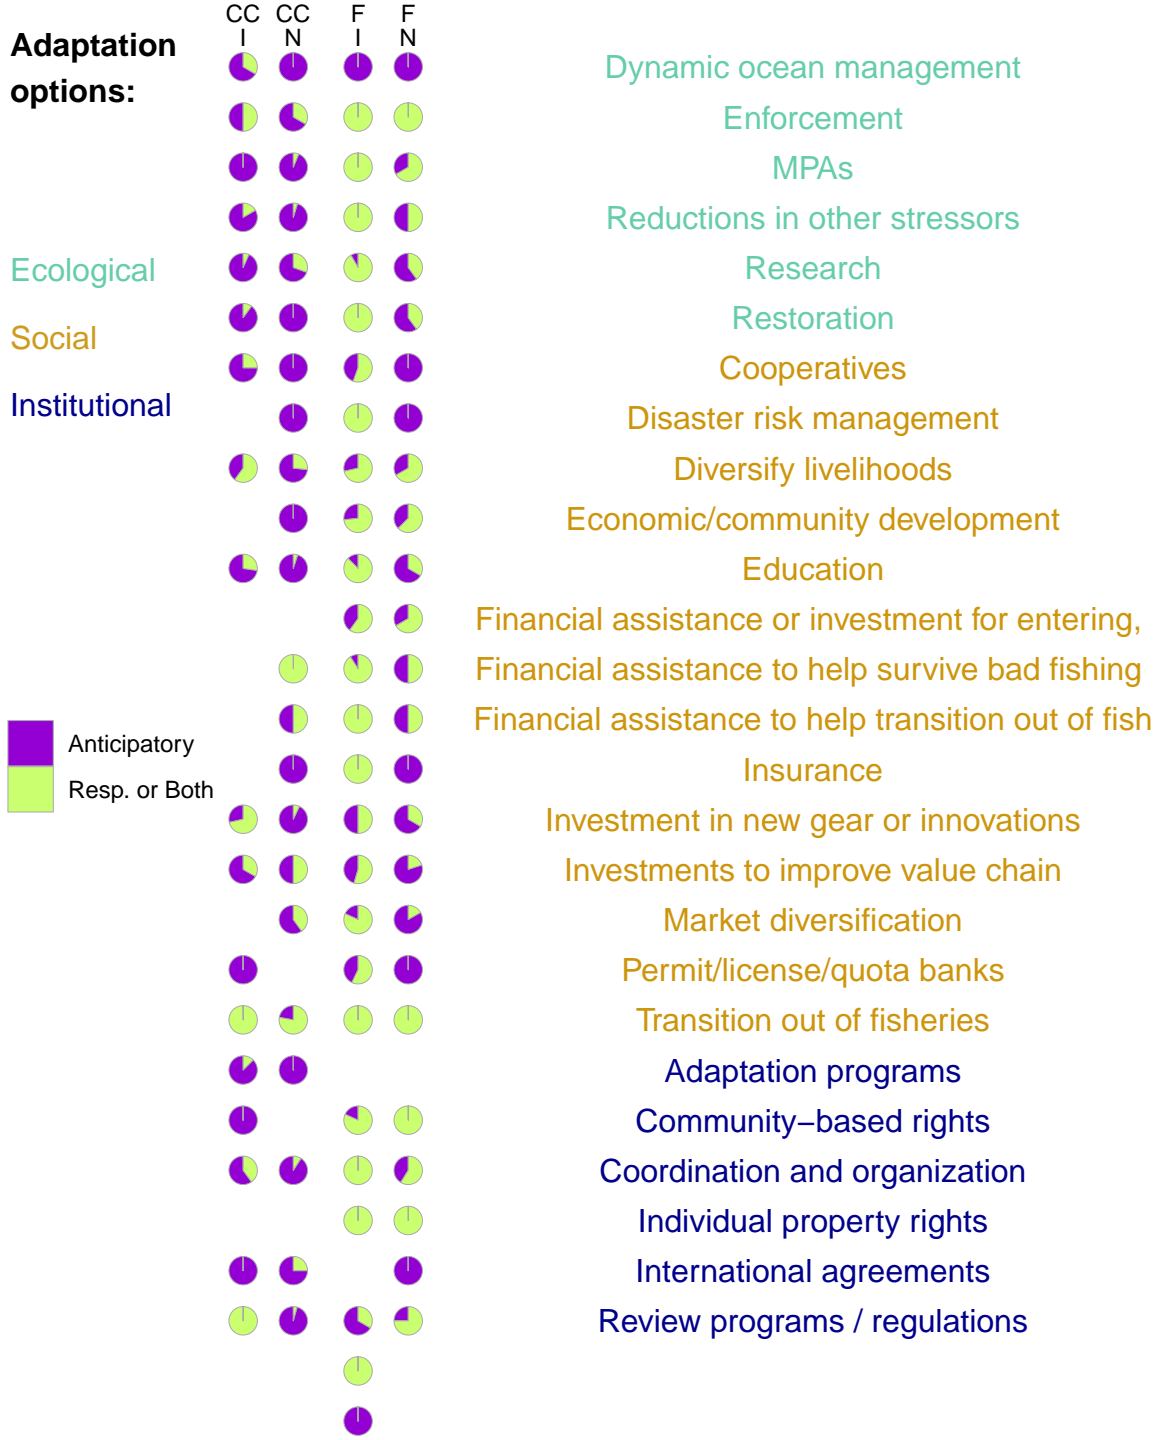 CC CC F F
I N I N
Adaptation
options:
Dynamic ocean management
Enforcement
MPAs
Reductions in other stressors
Ecological
Research
Restoration
Social
Cooperatives
Institutional
Disaster risk management
Diversify livelihoods
Economic/community development
Education
Financial assistance or investment for entering,
Financial assistance to help survive bad fishing
Financial assistance to help transition out of fish
Anticipatory
Insurance
Resp. or Both
Investment in new gear or innovations
Investments to improve value chain
Market diversification
Permit/license/quota banks
Transition out of fisheries
Adaptation programs
Community−based rights
Coordination and organization
Individual property rights
International agreements
Review programs / regulations